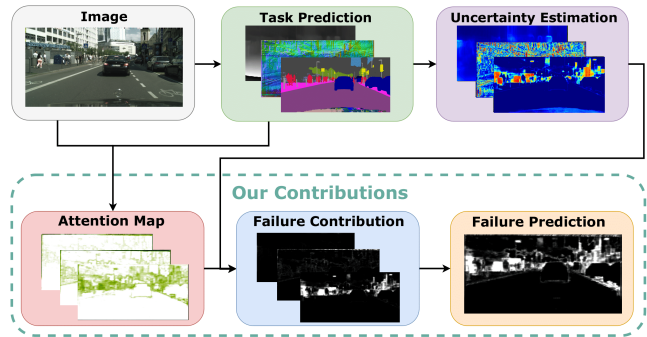 Image
Task Prediction
Uncertainty Estimation
Our Contributions
Attention Map
Failure Contribution
Failure Prediction